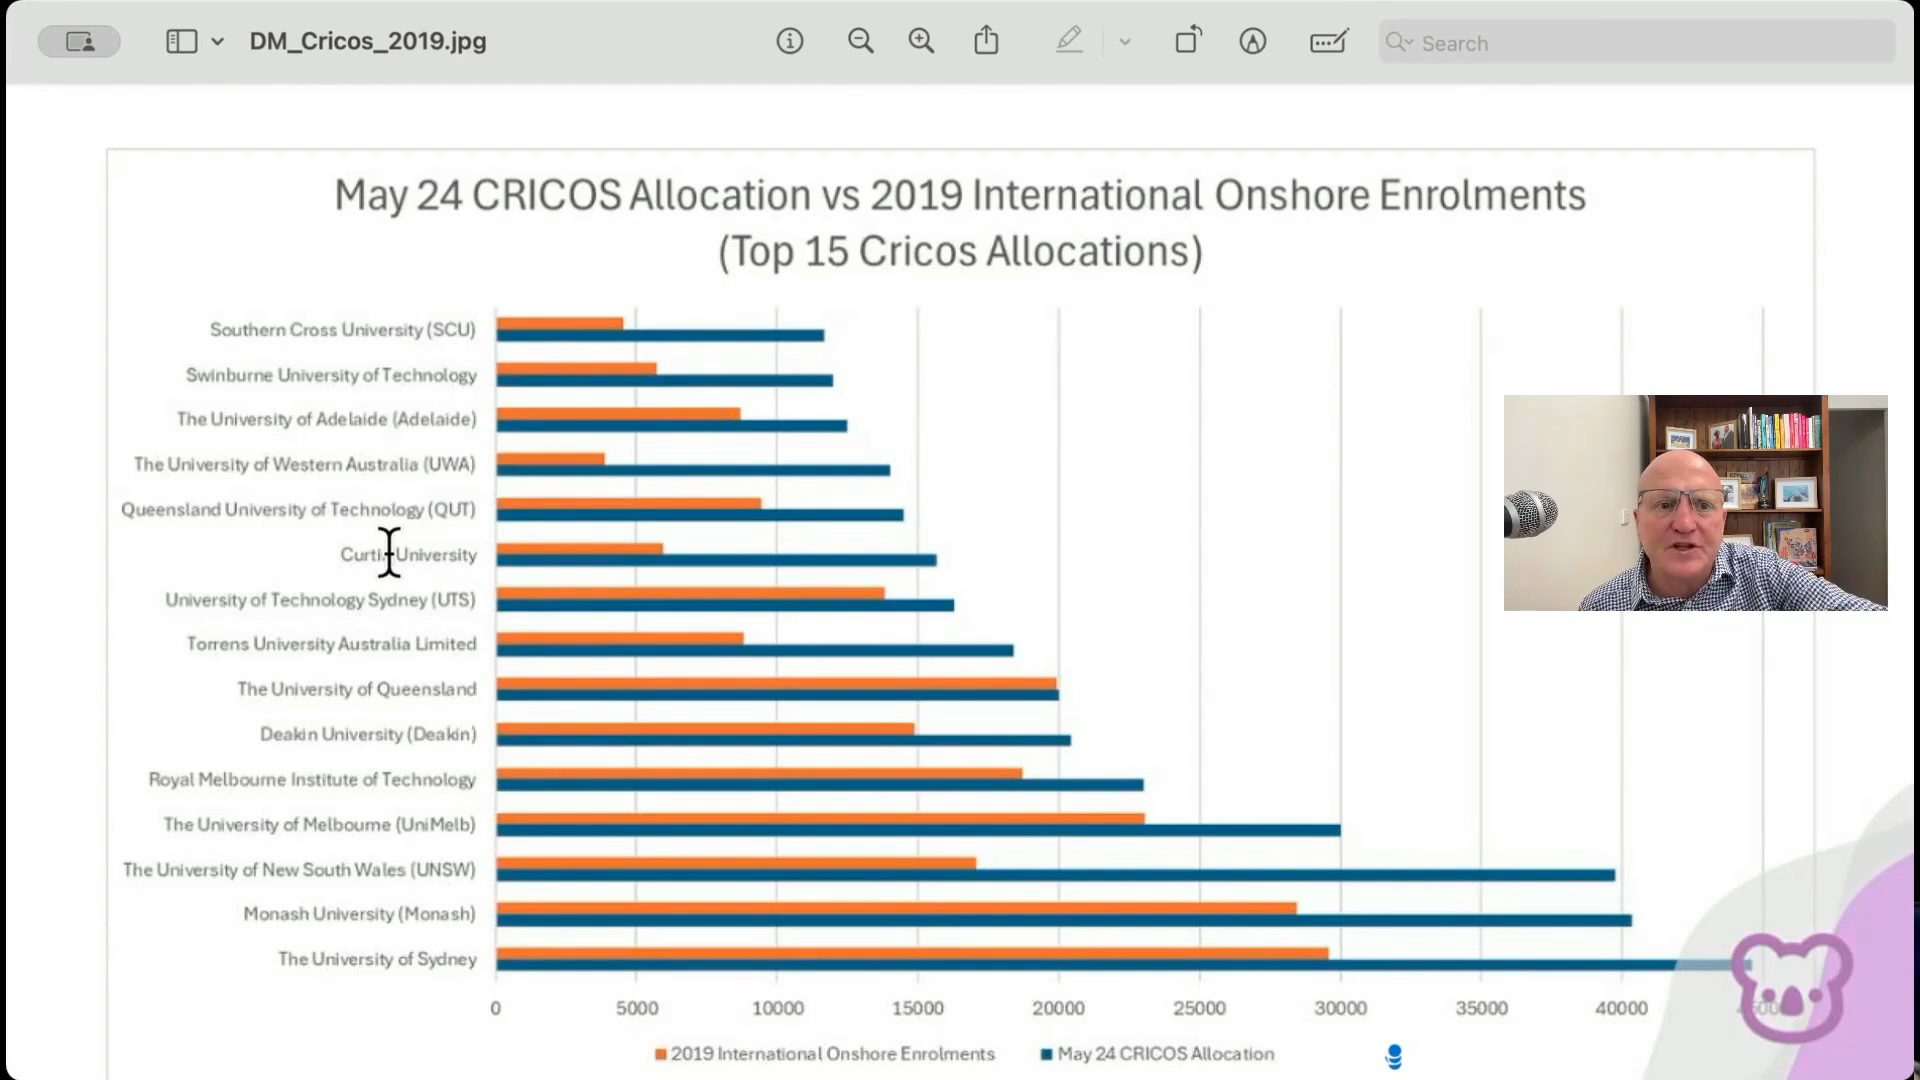 DM_Cricos_2019.jpg
Search
May 24 CRICOS Allocation vs 2019 International Onshore Enrolments
(Top 15 Cricos Allocations)
Southern Cross University (SCU)
Swinburne University of Technology
The University of Adelaide (Adelaide)
The University of Western Australia (UWA)
Queensland University of Technology (QUT)
University
University of Technology Sydney (UTS)
Torrens University Australia Limited
The University of Queensland
Deakin University (Deakin)
Royal Melbourne Institute of Technology
The University of Melbourne (UniMelb)
The University of New South Wales (UNSW)
Monash University (Monash)
The University of Sydney
0 5000 10000 15000 20000 25000 30000 35000 40000
2019 International Onshore Enrolments May 24 CRICOS Allocation